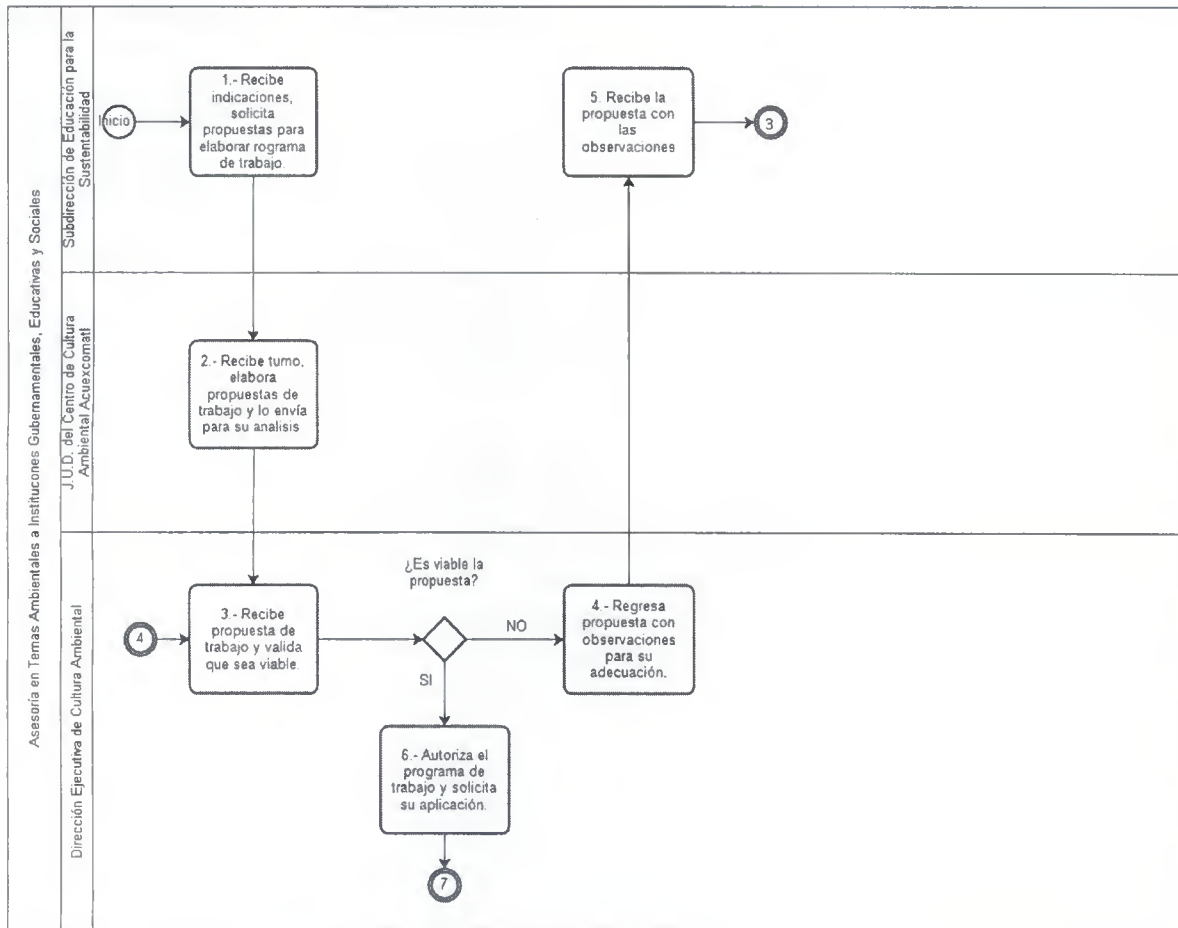 Asesoría en Temas Ambientales a Instituciones Gubernamentales, Educativas y Sociales
Subdirección de Educación para la
Sustentabilidad
Inicio
1.- Recibe
indicaciones,
solicita
propuestas para
elaborar rograma
de trabajo.
5. Recibe la
propuesta con
las
observaciones
3
J.U.D. del Centro de Cultura
Ambiental Acuexcomatl
2.- Recibe turno,
elabora
propuestas de
trabajo y lo envía
para su analisis
Dirección Ejecutiva de Cultura Ambiental
4
3.- Recibe
propuesta de
trabajo y valida
que sea viable.
¿Es viable la
propuesta?
NO
SI
4.- Regresa
propuesta con
observaciones
para su
adecuación.
6.- Autoriza el
programa de
trabajo y solicita
su aplicación.
7